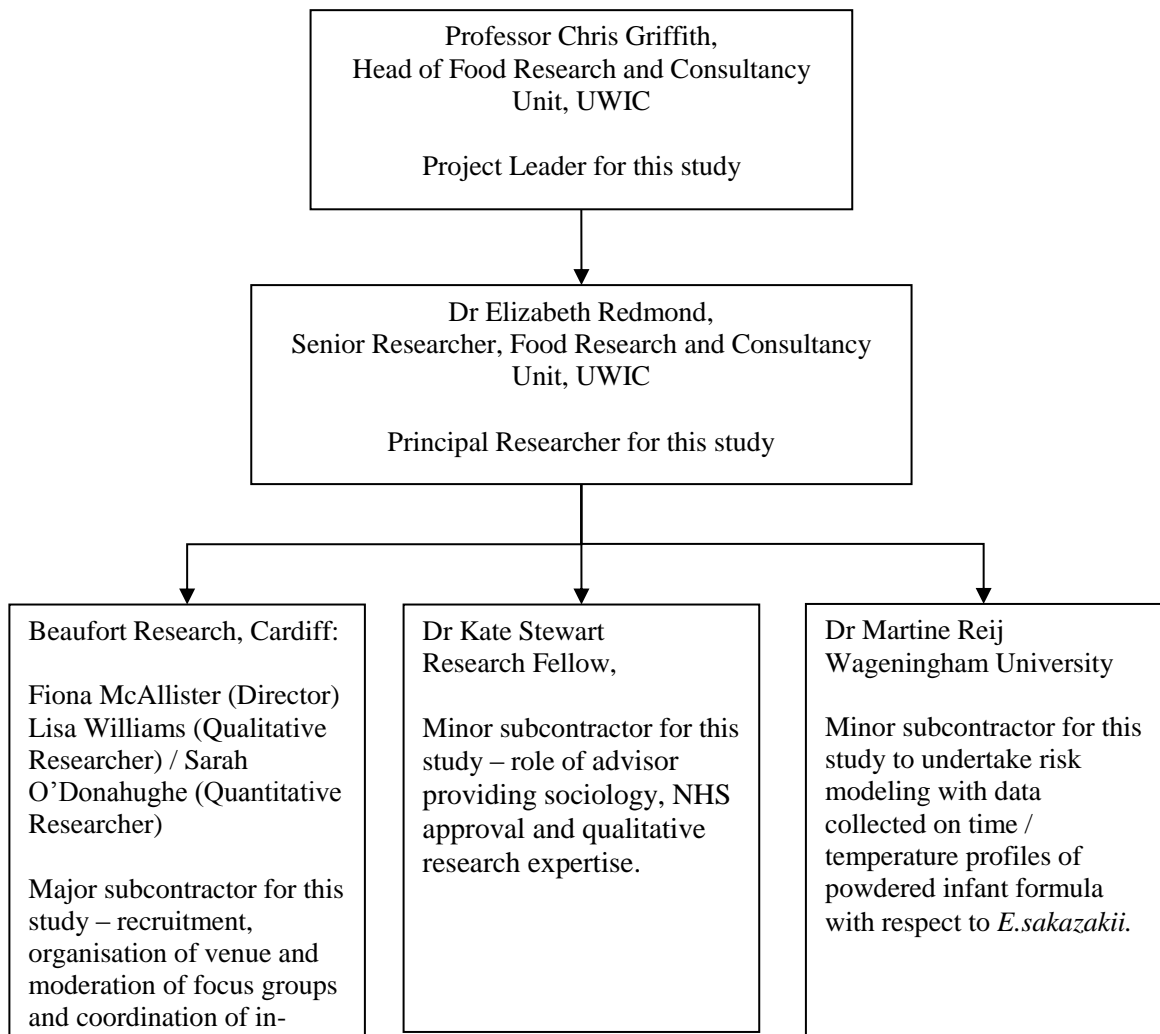 Professor Chris Griffith,
Head of Food Research and Consultancy
Unit, UWIC
Project Leader for this study
Dr Elizabeth Redmond,
Senior Researcher, Food Research and Consultancy
Unit, UWIC
Principal Researcher for this study
Beaufort Research, Cardiff:
Fiona McAllister (Director)
Lisa Williams (Qualitative
Researcher) / Sarah
O’Donahughe (Quantitative
Researcher)
Major subcontractor for this
study – recruitment,
organisation of venue and
moderation of focus groups
and coordination of in-
Dr Kate Stewart
Research Fellow,
Minor subcontractor for this
study – role of advisor
providing sociology, NHS
approval and qualitative
research expertise.
Dr Martine Reij
Wageningham University
Minor subcontractor for this
study to undertake risk
modeling with data
collected on time /
temperature profiles of
powdered infant formula
with respect to E.sakazakii.